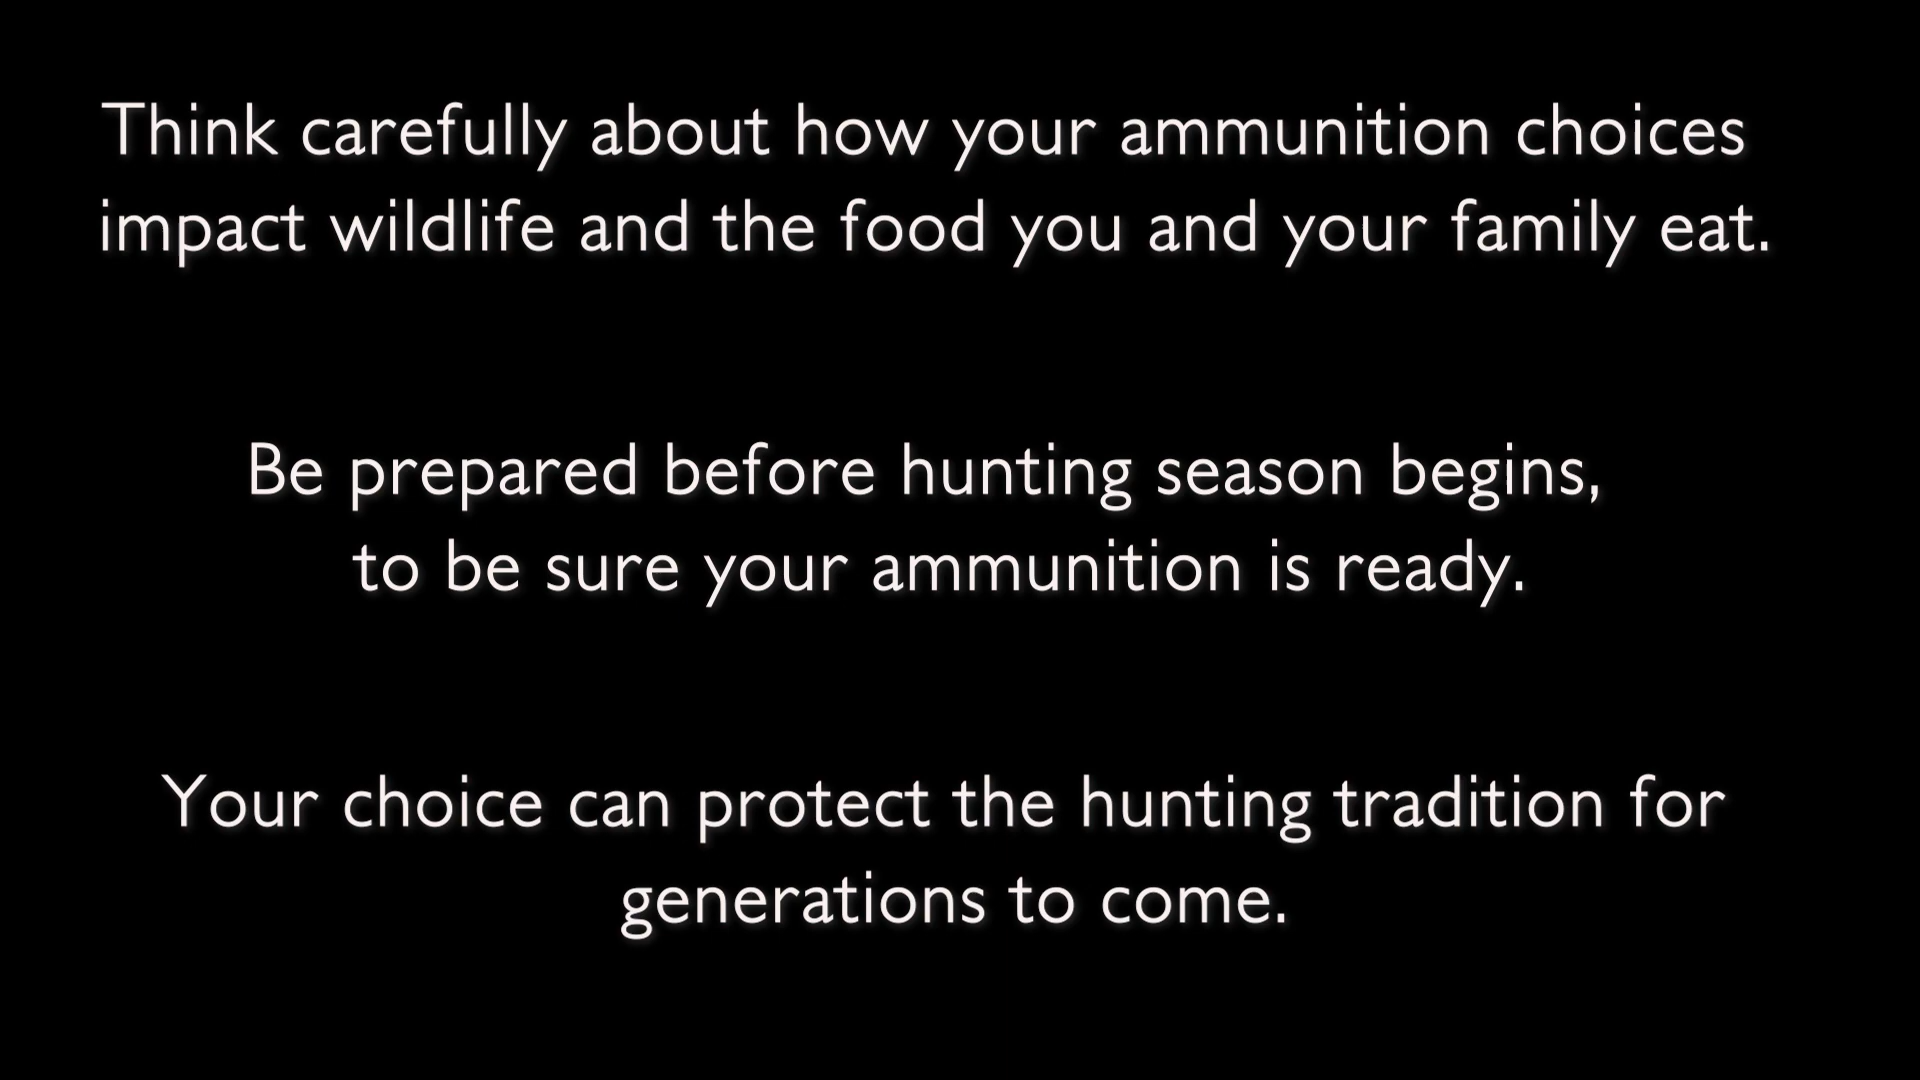 Think carefully about how your ammunition choices
impact wildlife and the food you and your family eat.
Be prepared before hunting season begins,
to be sure your ammunition is ready.
Your choice can protect the hunting tradition for
generations to come.